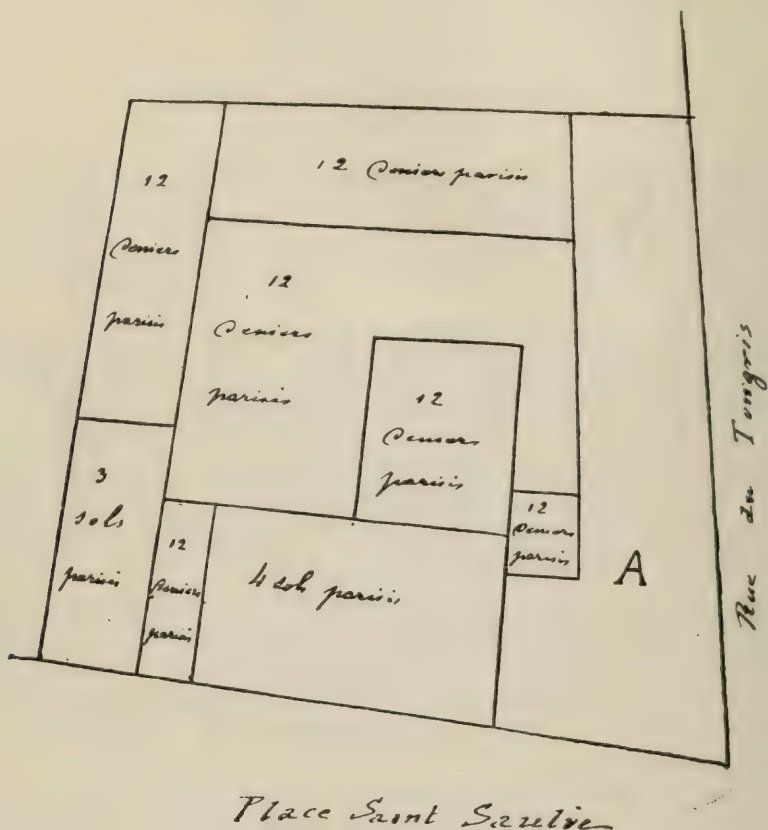 12
Deniers
parisis
12 Deniers parisis
12
Deniers
parisis
12
Deniers
parisis
3
sols
parisis
12
Deniers
parisis
4 sols parisis
12
Deniers
parisis
A
Rue du Tongris
Place Saint Saulve